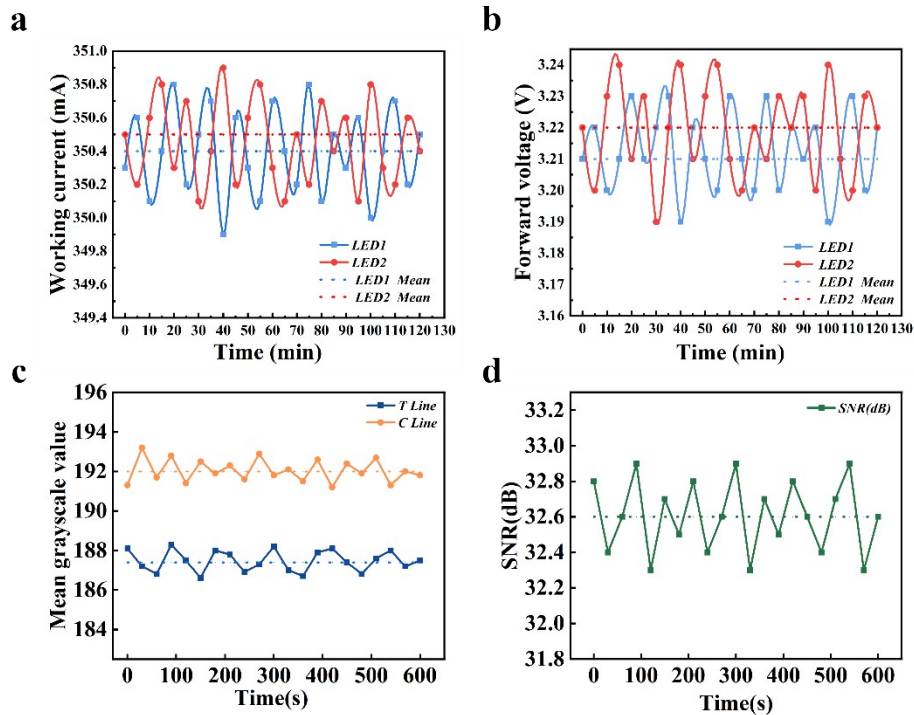 a
Working current (mA)
351.0
350.8
350.6
350.4
350.2
350.0
349.8
349.6
349.4
LED1
LED2
LED1 Mean
LED2 Mean
0 10 20 30 40 50 60 70 80 90 100 110 120 130
Time (min)
b
Forward voltage (V)
3.24
3.23
3.22
3.21
3.20
3.19
3.18
3.17
3.16
LED1
LED2
LED1 Mean
LED2 Mean
0 10 20 30 40 50 60 70 80 90 100 110 120 130
Time (min)
c
Mean grayscale value
196
194
192
190
188
186
184
T Line
C Line
0 100 200 300 400 500 600
Time(s)
d
SNR(dB)
33.2
33.0
32.8
32.6
32.4
32.2
32.0
31.8
SNR(dB)
0 100 200 300 400 500 600
Time(s)